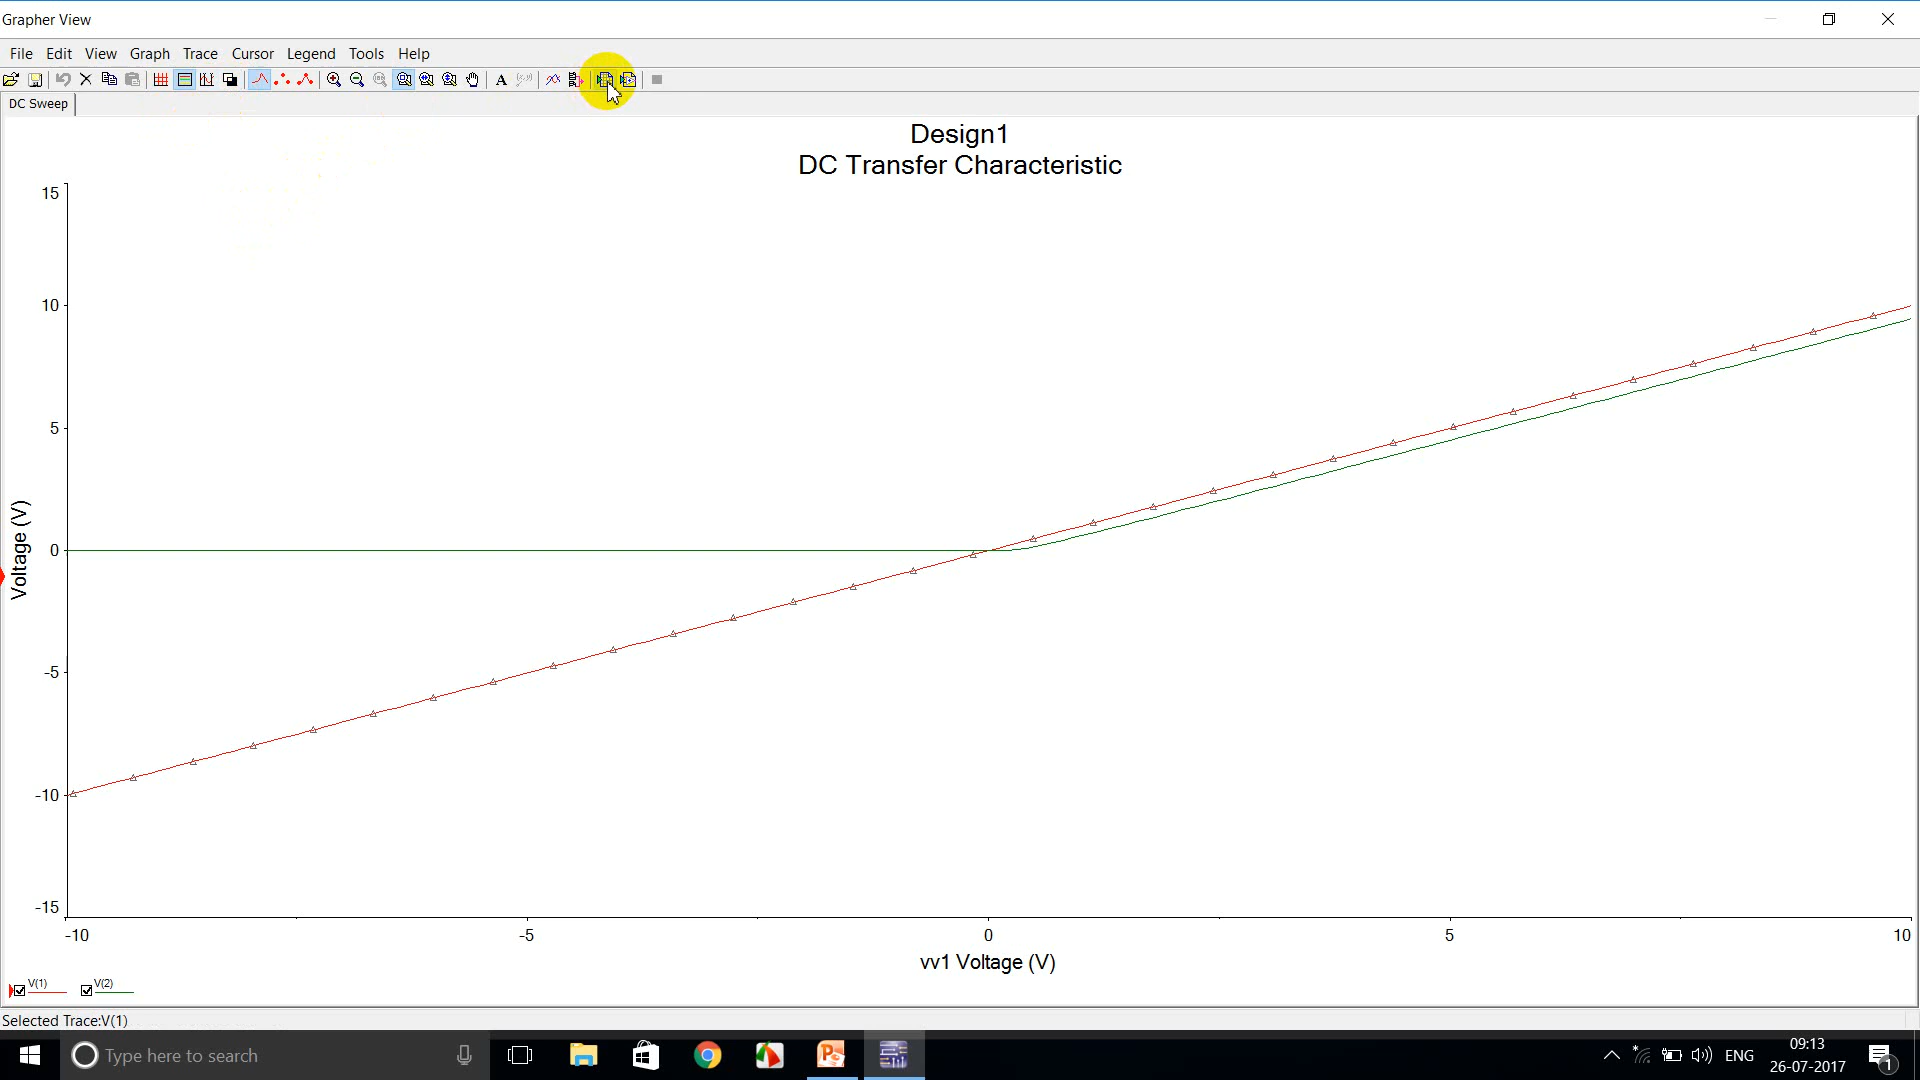 Grapher View
File Edit View Graph Trace Cursor Legend Tools Help
A
DC Sweep
Design1
DC Transfer Characteristic
15
10
5
0
-5
-10
-15
Voltage (V)
-10 -5 0 5 10
vv1 Voltage (V)
V(1) V(2)
Selected Trace:V(1)
Type here to search
ENG
09:13
26-07-2017
1